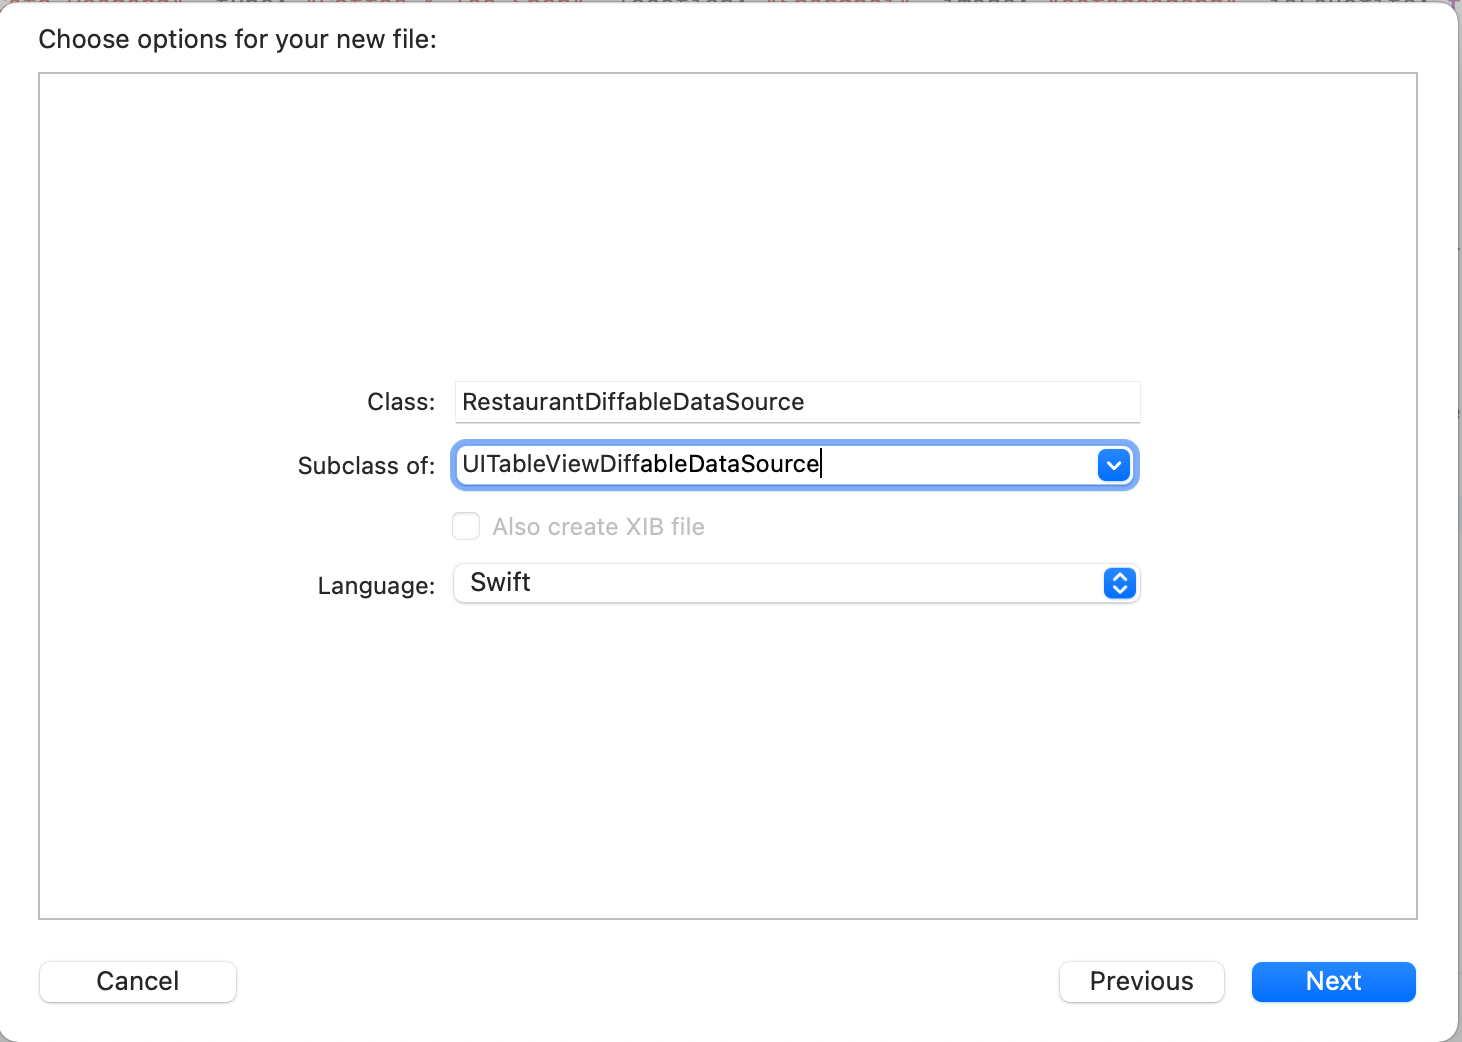 Choose options for your new file:
Class: RestaurantDiffableDataSource
Subclass of: UITableViewDiffableDataSource
Also create XIB file
Language: Swift
Cancel Previous Next